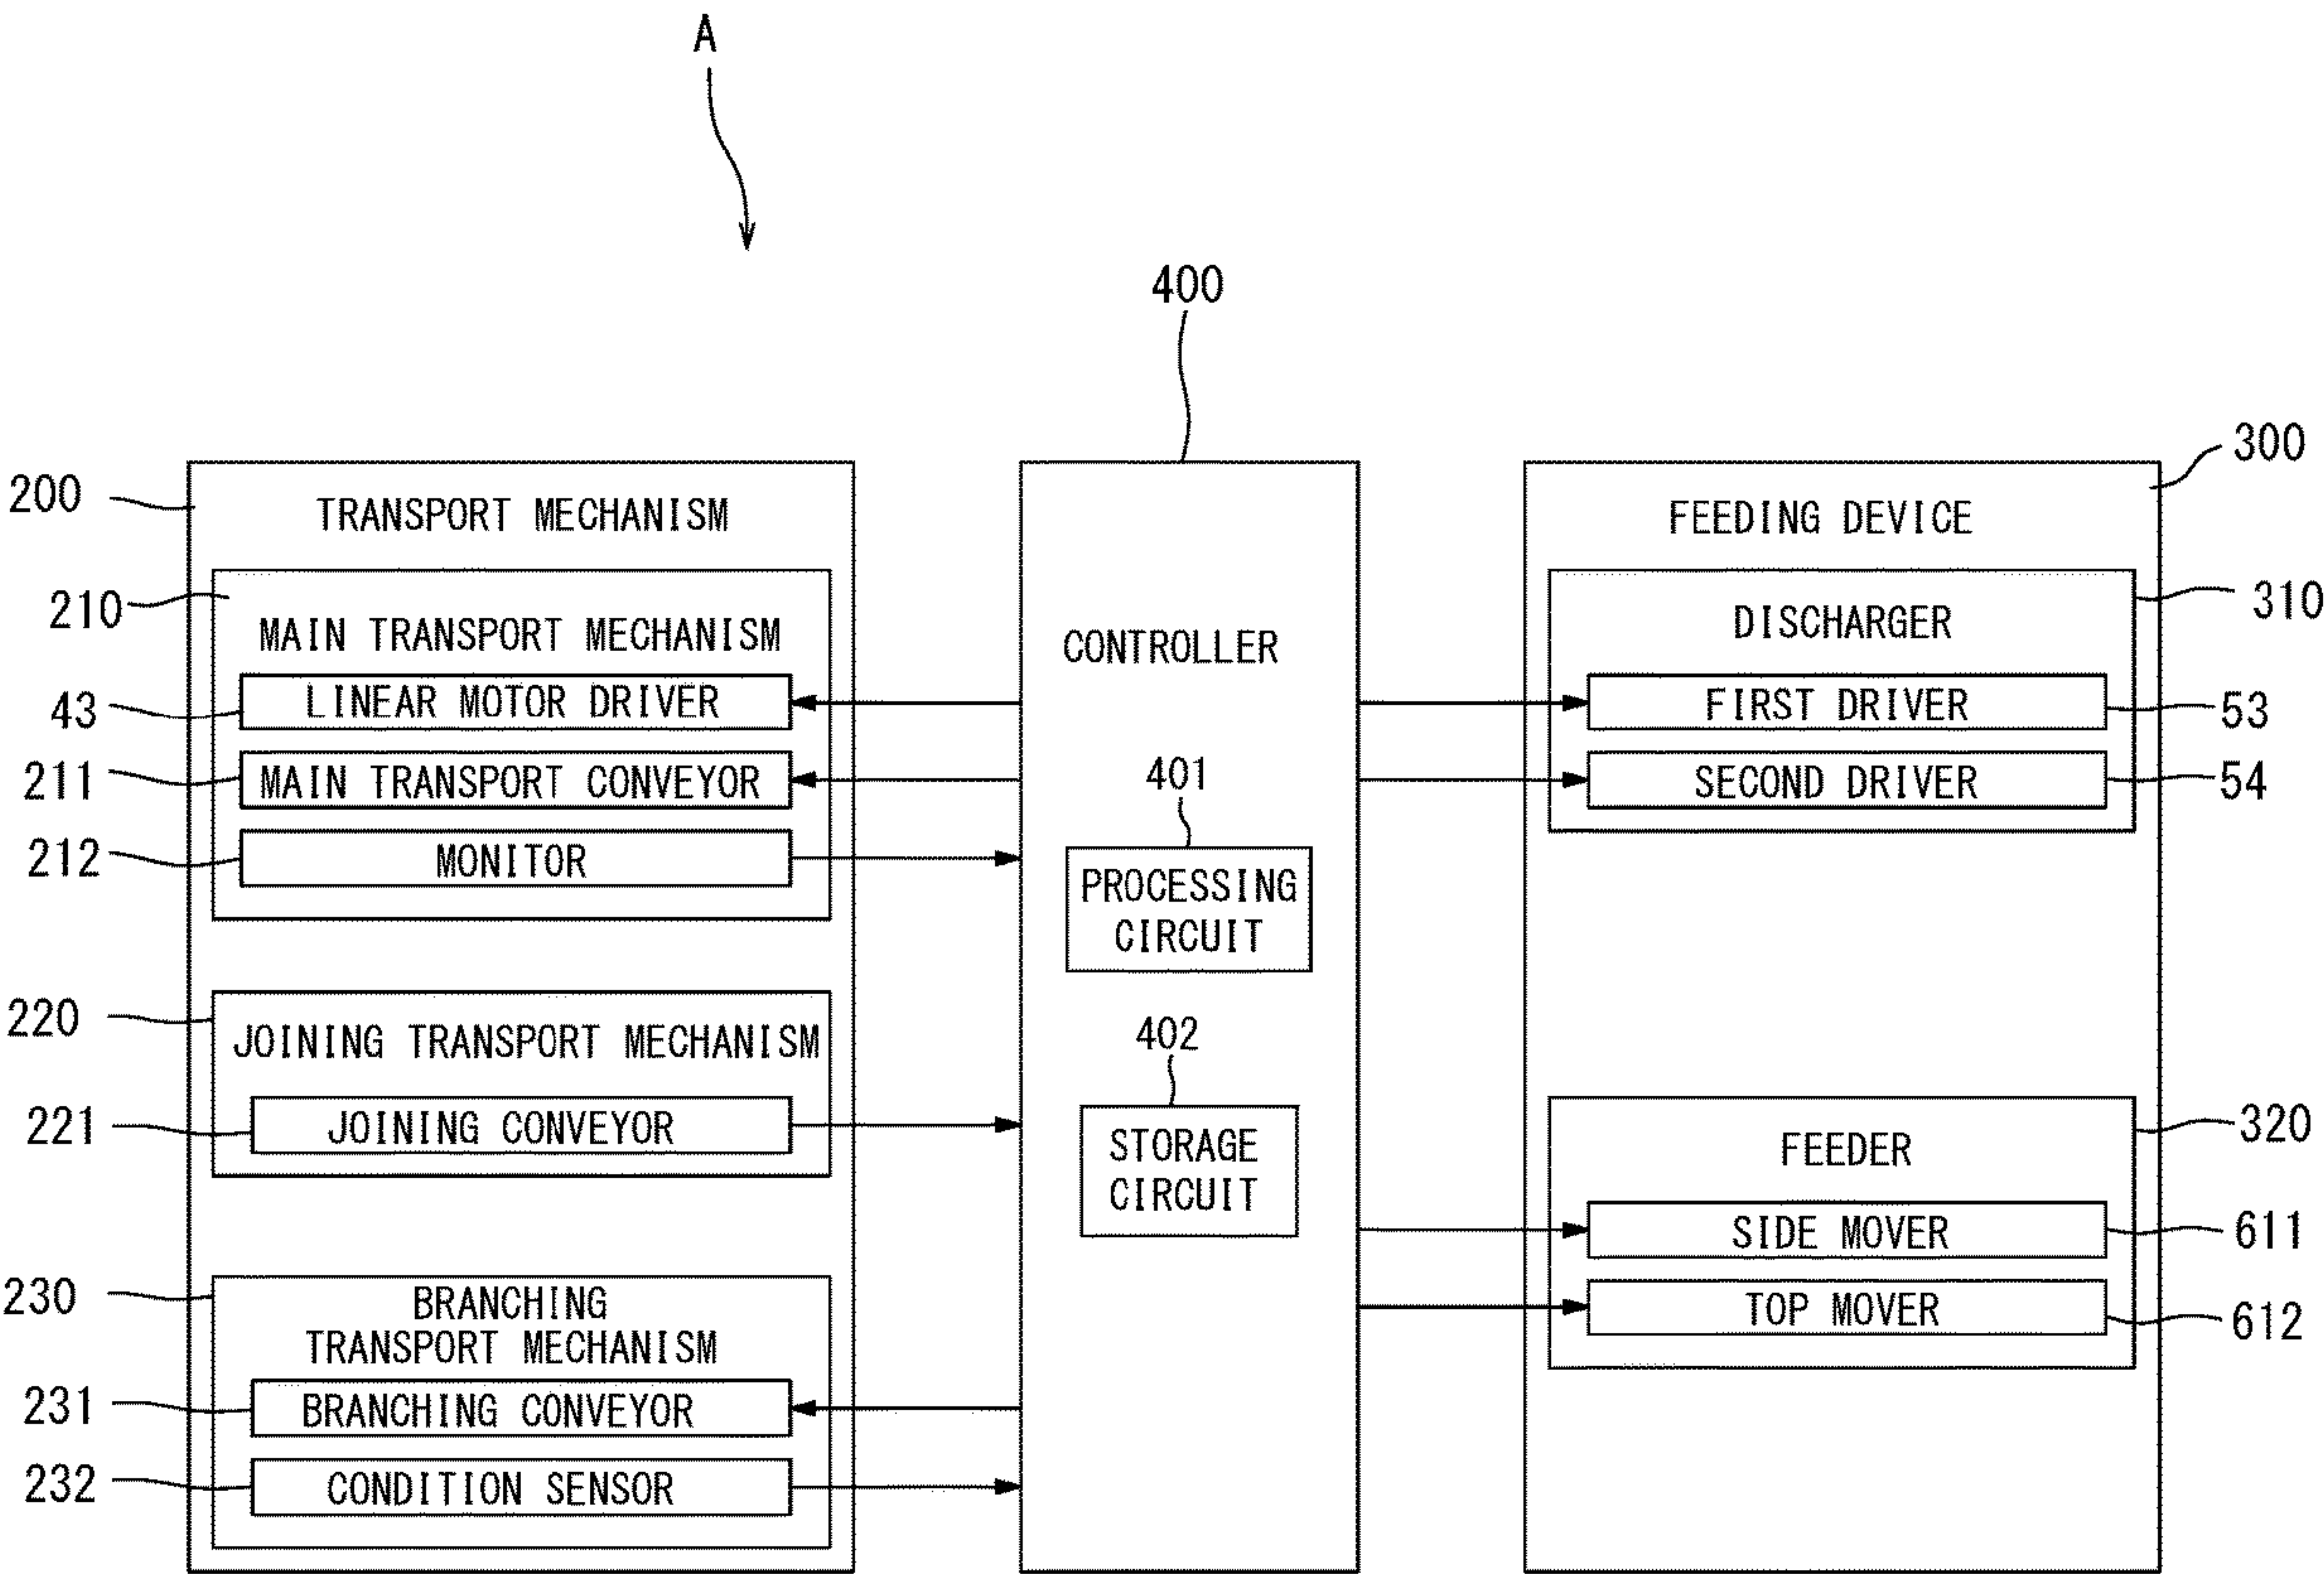 A
400
200
TRANSPORT MECHANISM
210
MAIN TRANSPORT MECHANISM
43
LINEAR MOTOR DRIVER
211
MAIN TRANSPORT CONVEYOR
212
MONITOR
220
JOINING TRANSPORT MECHANISM
221
JOINING CONVEYOR
230
BRANCHING
TRANSPORT MECHANISM
231
BRANCHING CONVEYOR
232
CONDITION SENSOR
CONTROLLER
401
PROCESSING
CIRCUIT
402
STORAGE
CIRCUIT
300
FEEDING DEVICE
310
DISCHARGER
FIRST DRIVER
53
SECOND DRIVER
54
320
FEEDER
SIDE MOVER
611
TOP MOVER
612